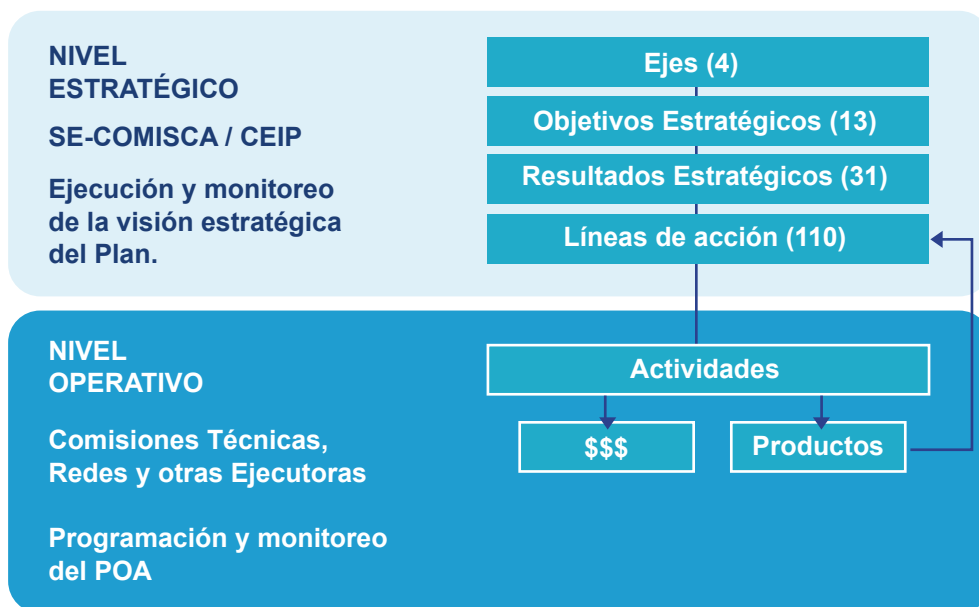 NIVEL
ESTRATÉGICO
SE-COMISCA / CEIP
Ejecución y monitoreo
de la visión estratégica
del Plan.
Ejes (4)
Objetivos Estratégicos (13)
Resultados Estratégicos (31)
Líneas de acción (110)
NIVEL
OPERATIVO
Comisiones Técnicas,
Redes y otras Ejecutoras
Programación y monitoreo
del POA
Actividades
$$$
Productos